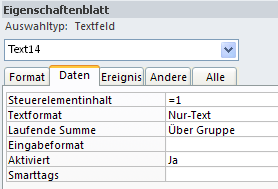 Eigenschaftenblatt
Auswahltyp: Textfeld
Text14
Format Daten Ereignis Andere Alle
Steuerelementinhalt =1
Textformat Nur-Text
Laufende Summe Über Gruppe
Eingabeformat
Aktiviert Ja
Smarttags